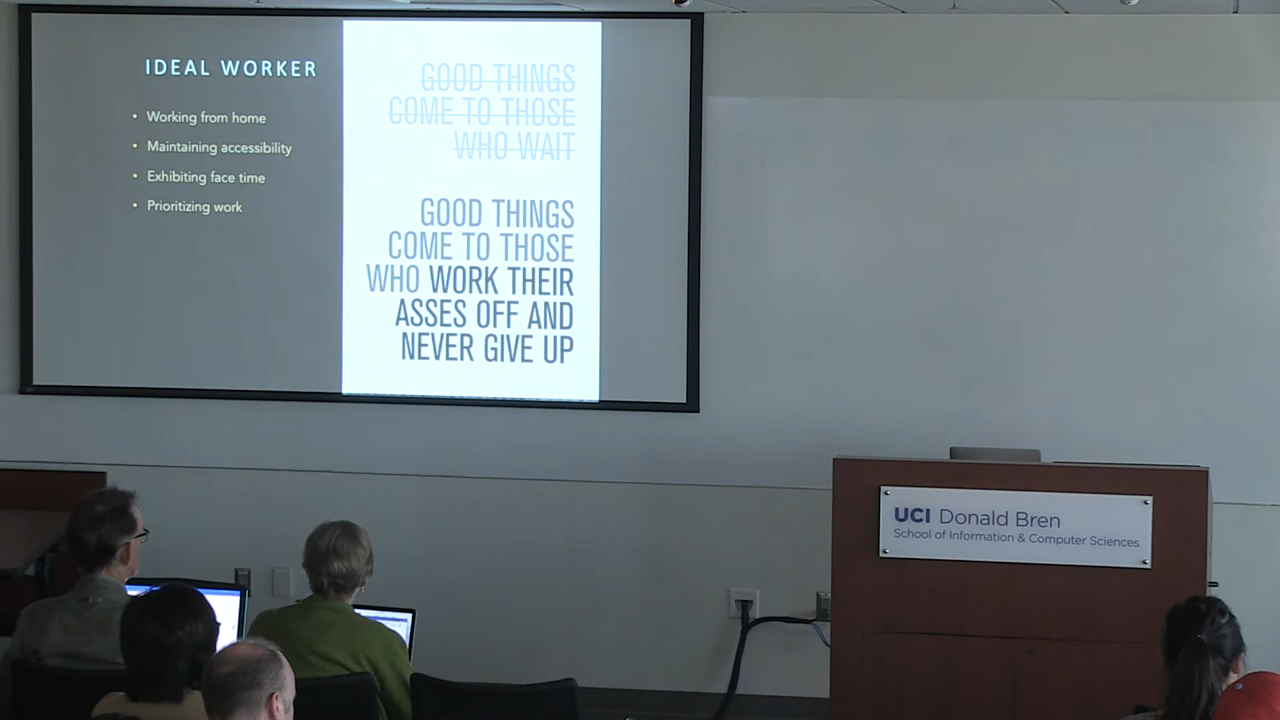 IDEAL WORKER
• Working from home
• Maintaining accessibility
• Exhibiting face time
• Prioritizing work
GOOD THINGS
COME TO THOSE
WHO WAIT
GOOD THINGS
COME TO THOSE
WHO WORK THEIR
ASSES OFF AND
NEVER GIVE UP
UCI Donald Bren
School of Information & Computer Sciences